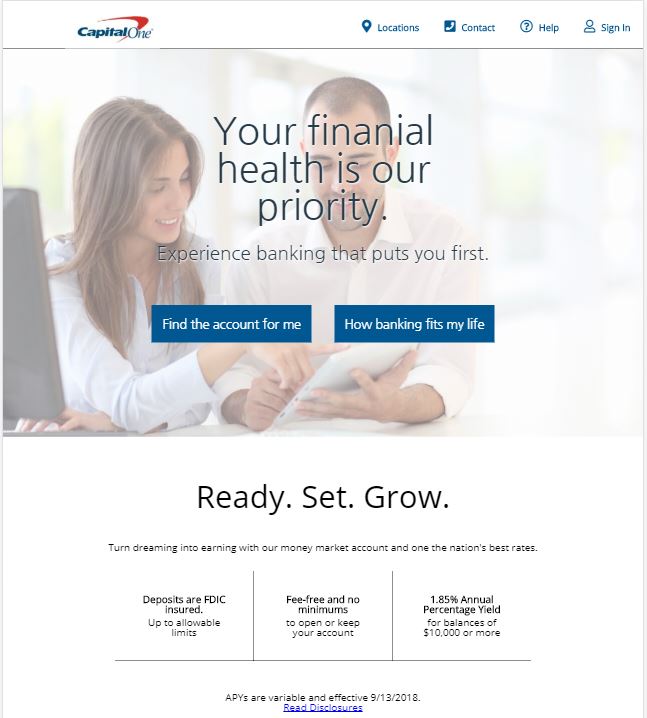 CapitalOne
Locations
Contact
Help
Sign In
Your finanial
health is our
priority.
Experience banking that puts you first.
Find the account for me
How banking fits my life
Ready. Set. Grow.
Turn dreaming into earning with our money market account and one the nation's best rates.
Deposits are FDIC
insured.
Up to allowable
limits
Fee-free and no
minimums
to open or keep
your account
1.85% Annual
Percentage Yield
for balances of
$10,000 or more
APYs are variable and effective 9/13/2018.
Read Disclosures